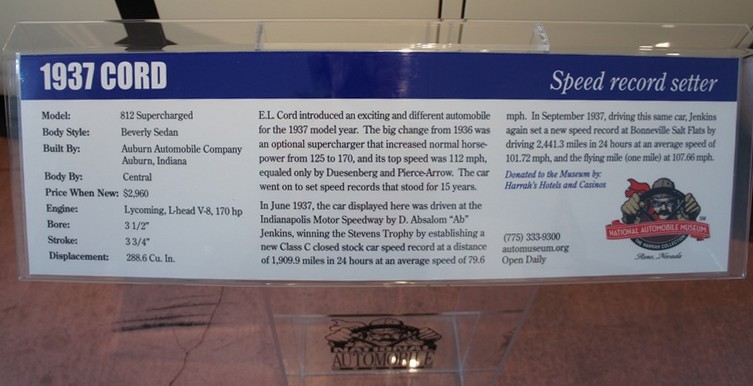 1937 CORD
Speed record setter
Model: 812 Supercharged
Body Style: Beverly Sedan
Built By: Auburn Automobile Company
Auburn, Indiana
Body By: Central
Price When New: $2,960
Engine: Lycoming, L-head V-8, 170 hp
Bore: 3 1/2"
Stroke: 3 3/4"
Displacement: 288.6 Cu. In.
E.L. Cord introduced an exciting and different automobile
for the 1937 model year. The big change from 1936 was
an optional supercharger that increased normal horse-
power from 125 to 170, and its top speed was 112 mph,
equaled only by Duesenberg and Pierce-Arrow. The car
went on to set speed records that stood for 15 years.
In June 1937, the car displayed here was driven at the
Indianapolis Motor Speedway by D. Absalom "Ab"
Jenkins, winning the Stevens Trophy by establishing a
new Class C closed stock car speed record at a distance
of 1,909.9 miles in 24 hours at an average speed of 79.6
mph. In September 1937, driving this same car, Jenkins
again set a new speed record at Bonneville Salt Flats by
driving 2,441.3 miles in 24 hours at an average speed of
101.72 mph, and the flying mile (one mile) at 107.66 mph.
Donated to the Museum by:
Harrah's Hotels and Casinos
(775) 333-9300
automuseum.org
Open Daily
NATIONAL AUTOMOBILE MUSEUM
THE HARRAH COLLECTION
Reno, Nevada
AUTOMOBILE